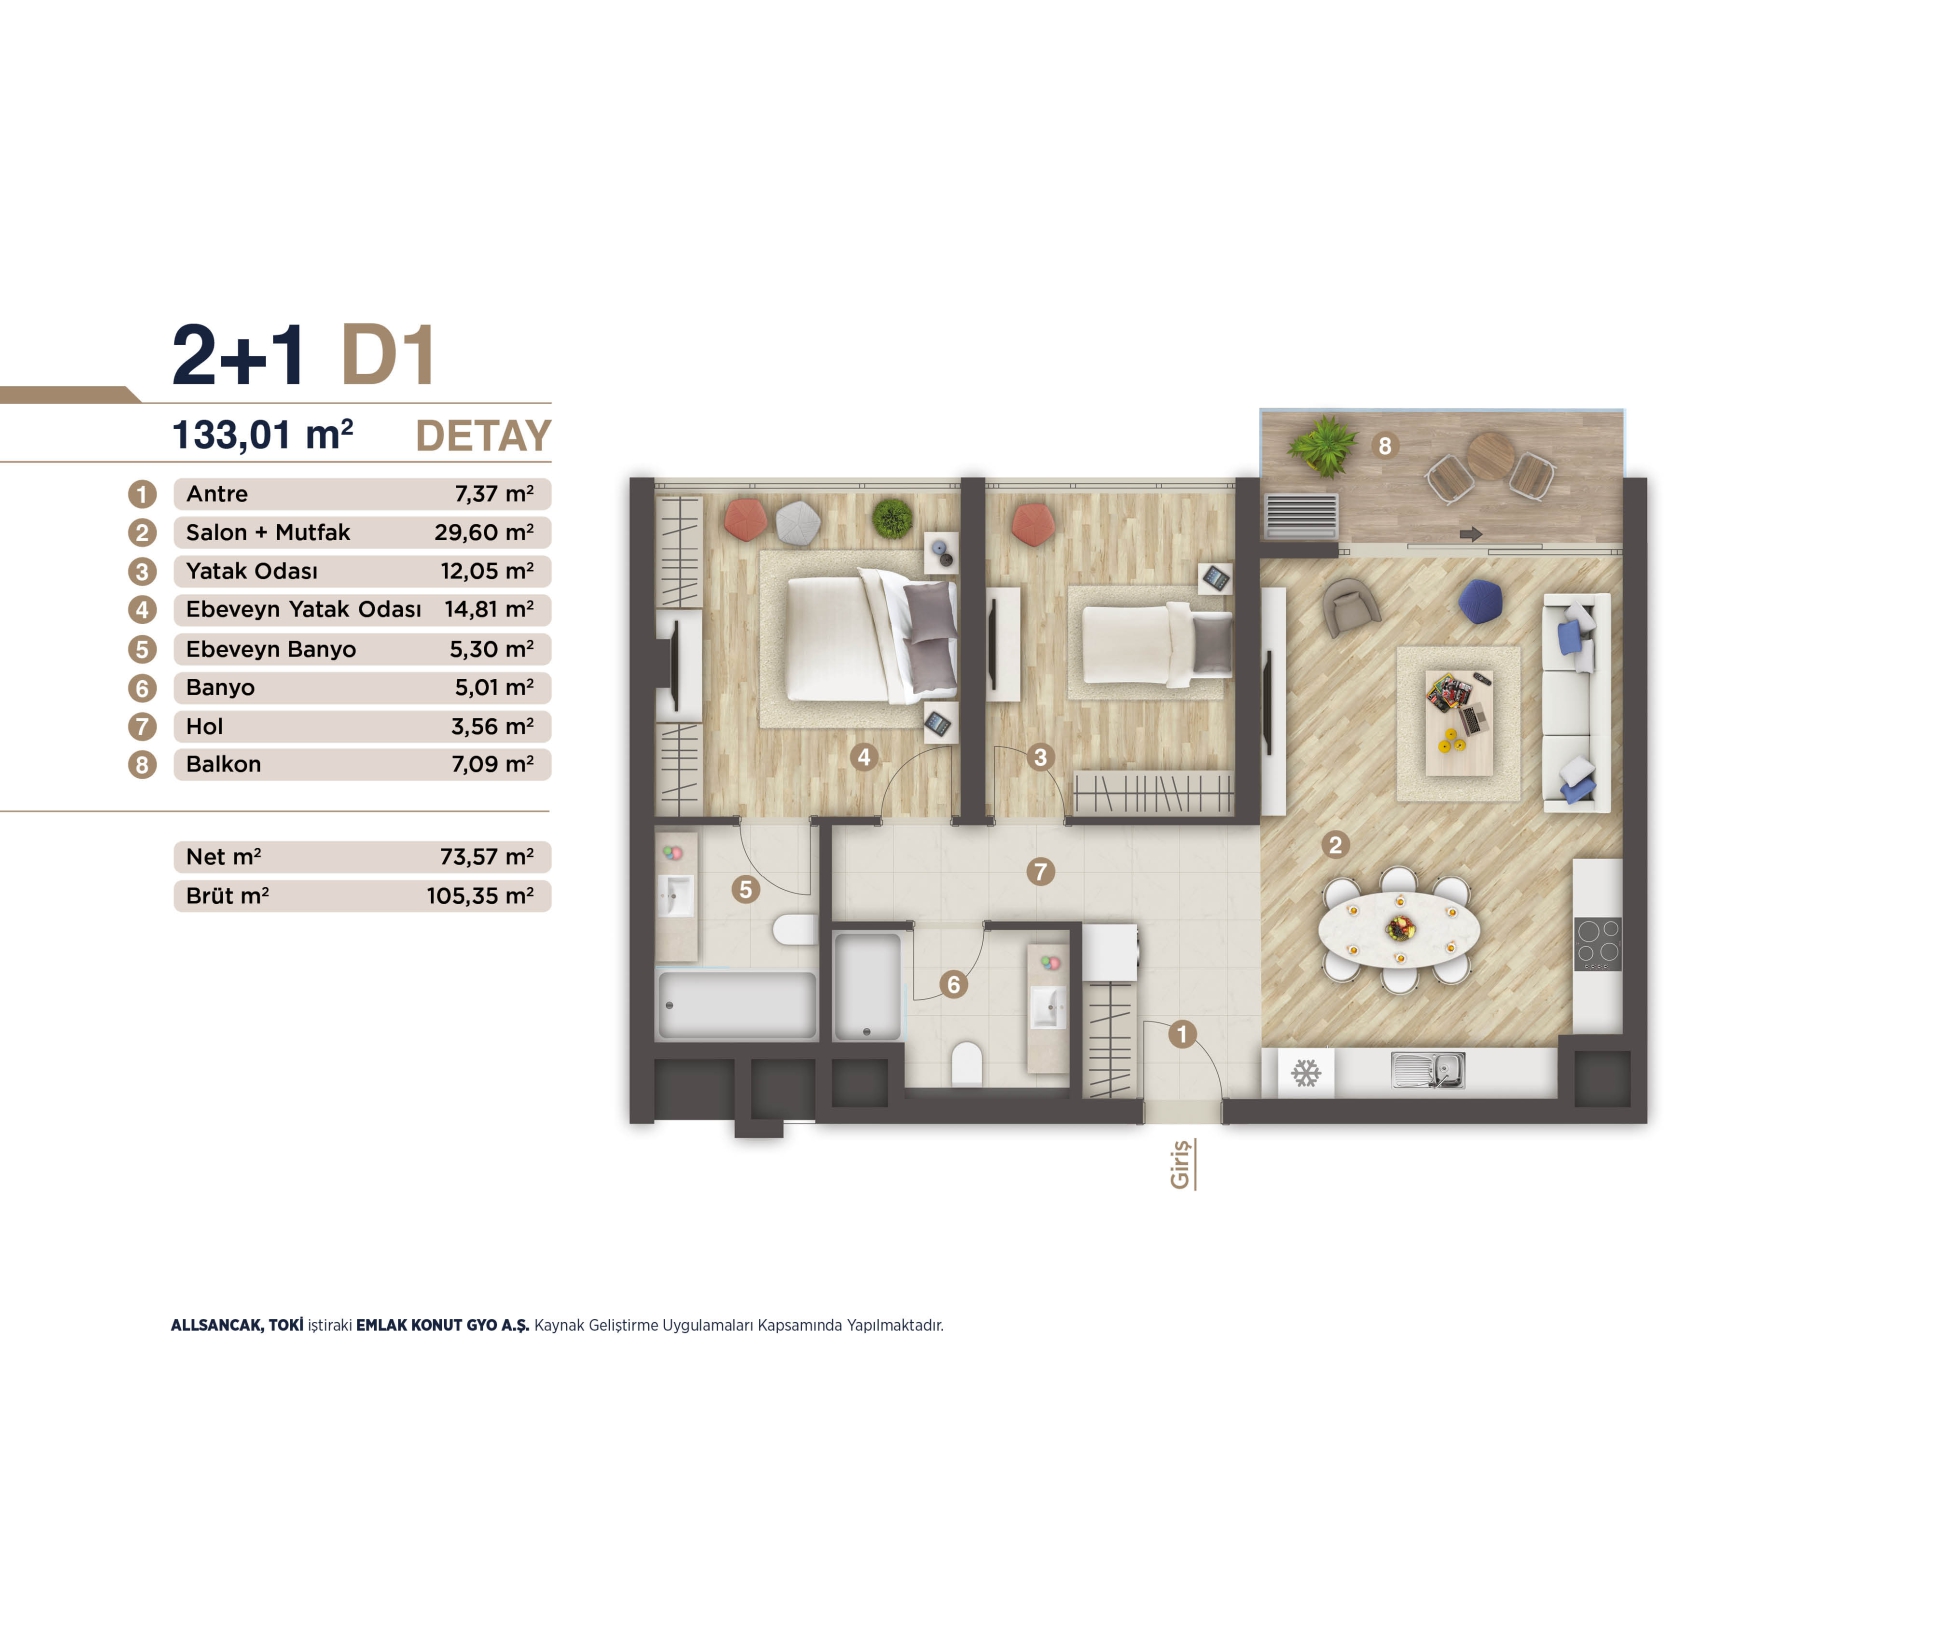 2+1 D1
133,01 m² DETAY
1 Antre 7,37 m²
2 Salon + Mutfak 29,60 m²
3 Yatak Odası 12,05 m²
4 Ebeveyn Yatak Odası 14,81 m²
5 Ebeveyn Banyo 5,30 m²
6 Banyo 5,01 m²
7 Hol 3,56 m²
8 Balkon 7,09 m²
Net m² 73,57 m²
Brüt m² 105,35 m²
8
4
3
2
7
5
6
1
Giriş
ALLSANCAK, TOKİ iştiraki EMLAK KONUT GYO A.Ş. Kaynak Geliştirme Uygulamaları Kapsamında Yapılmaktadır.